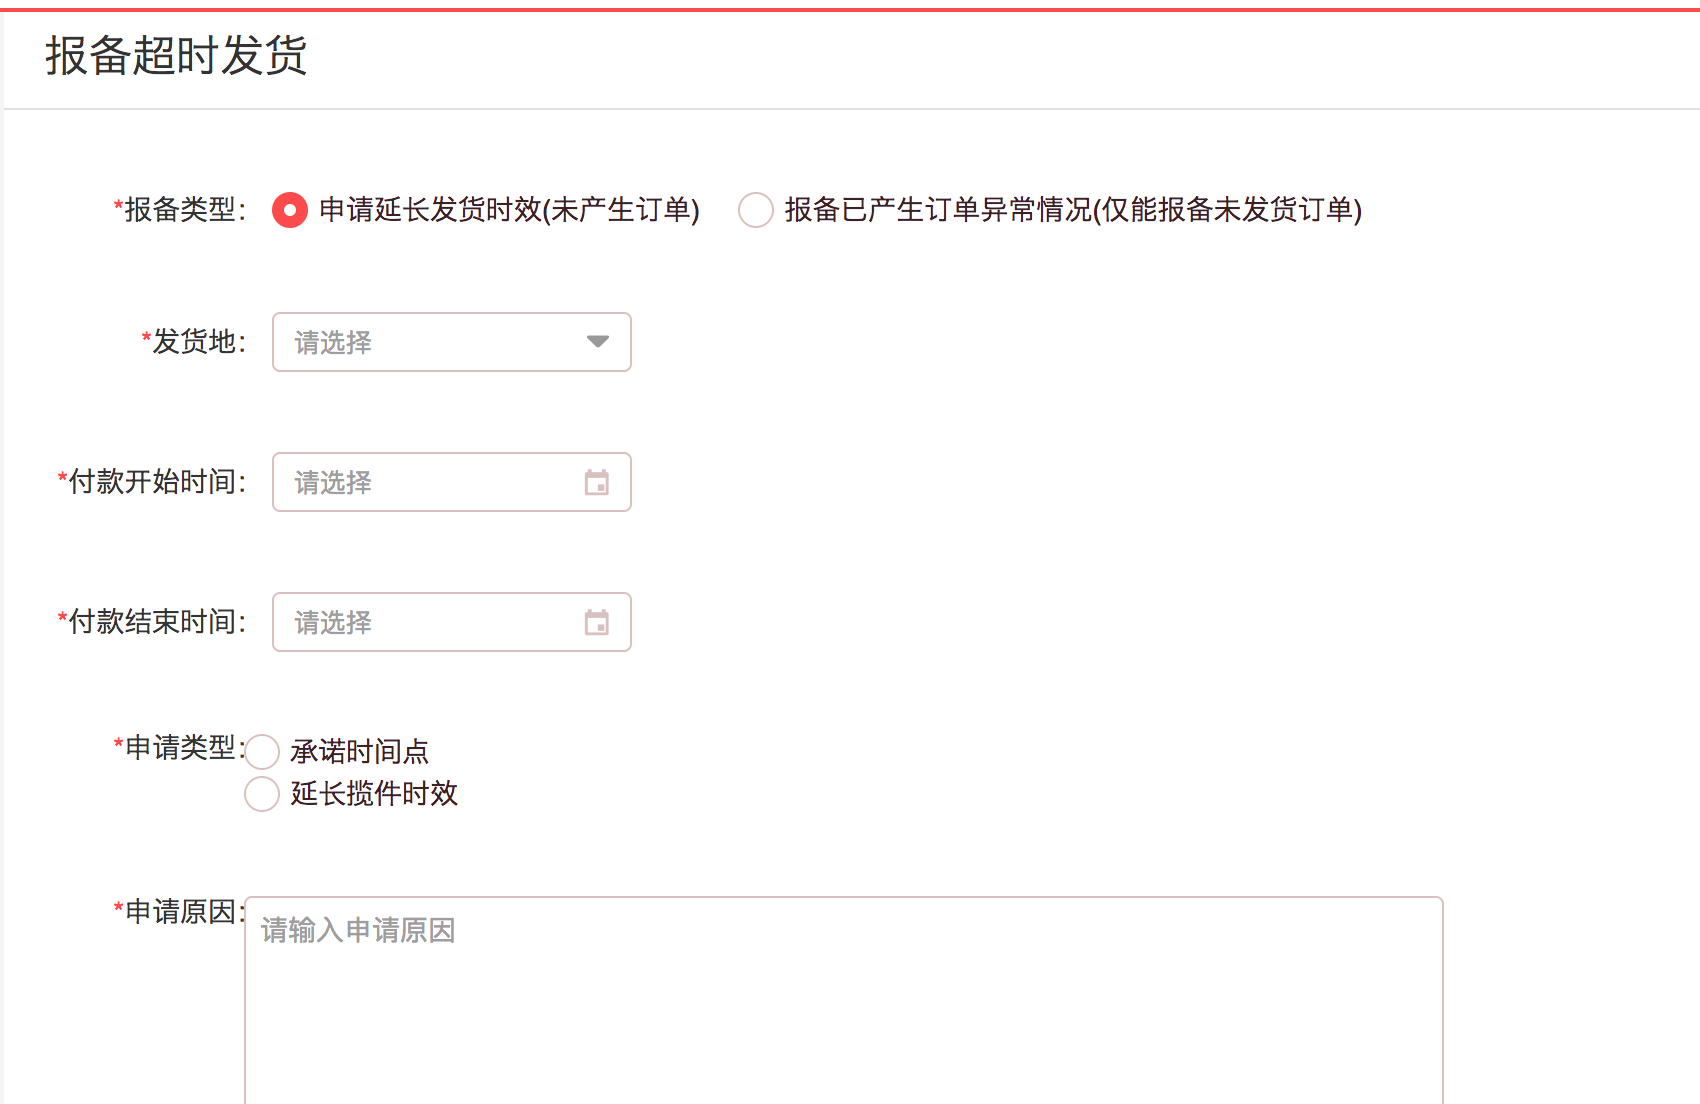 报备超时发货
*报备类型： 申请延长发货时效(未产生订单) 报备已产生订单异常情况(仅能报备未发货订单)
*发货地： 请选择
*付款开始时间： 请选择
*付款结束时间： 请选择
*申请类型： 承诺时间点
延长揽件时效
*申请原因： 请输入申请原因